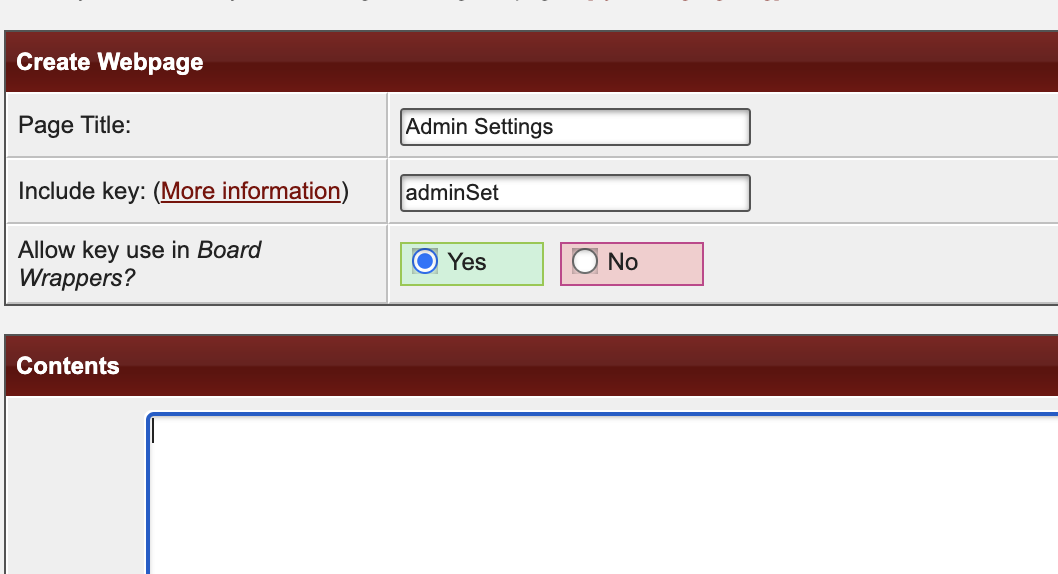 Create Webpage
Page Title:
Admin Settings
Include key: (More information)
adminSet
Allow key use in Board
Wrappers?
Yes
No
Contents